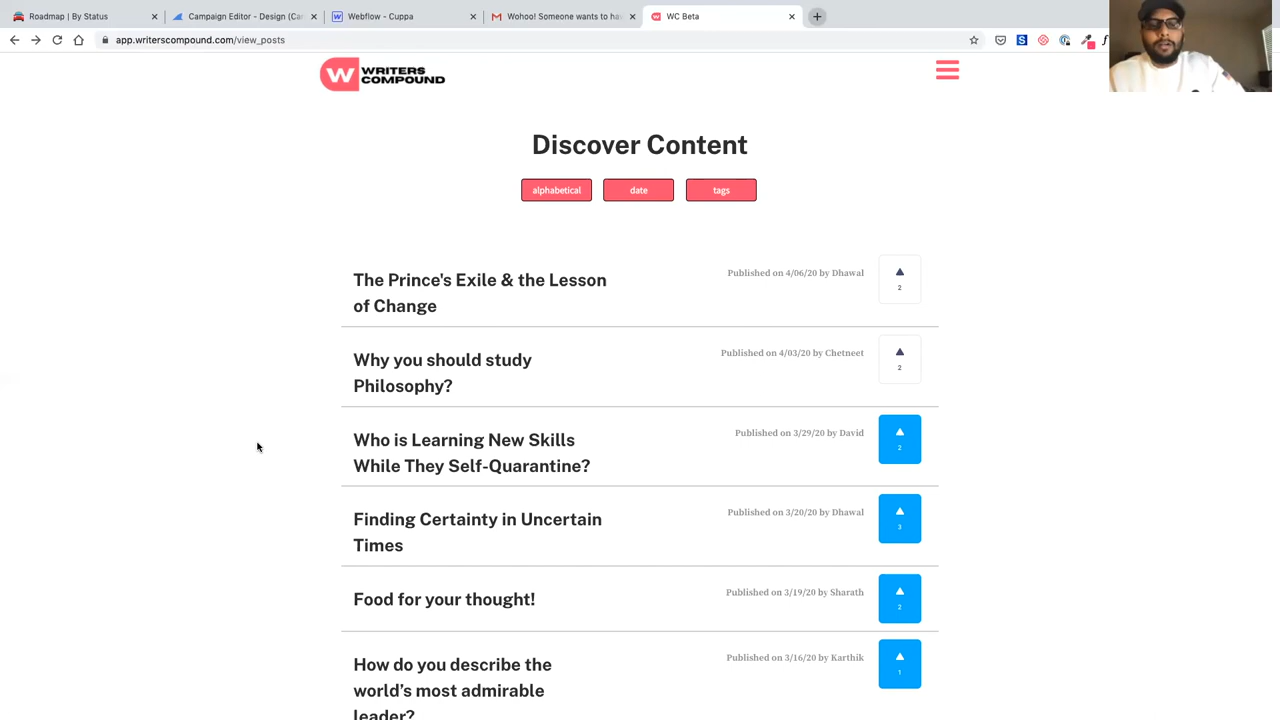 Roadmap | By Status
Campaign Editor - Design (Ca
Webflow - Cuppa
Wohoo! Someone wants to ha
WC Beta
app.writerscompound.com/view_posts
WRITERS
COMPOUND
Discover Content
alphabetical
date
tags
The Prince's Exile & the Lesson
of Change
Published on 4/06/20 by Dhawal
2
Why you should study
Philosophy?
Published on 4/03/20 by Chetneet
2
Who is Learning New Skills
While They Self-Quarantine?
Published on 3/29/20 by David
2
Finding Certainty in Uncertain
Times
Published on 3/20/20 by Dhawal
3
Food for your thought!
Published on 3/19/20 by Sharath
2
How do you describe the
world’s most admirable
leader?
Published on 3/16/20 by Karthik
1